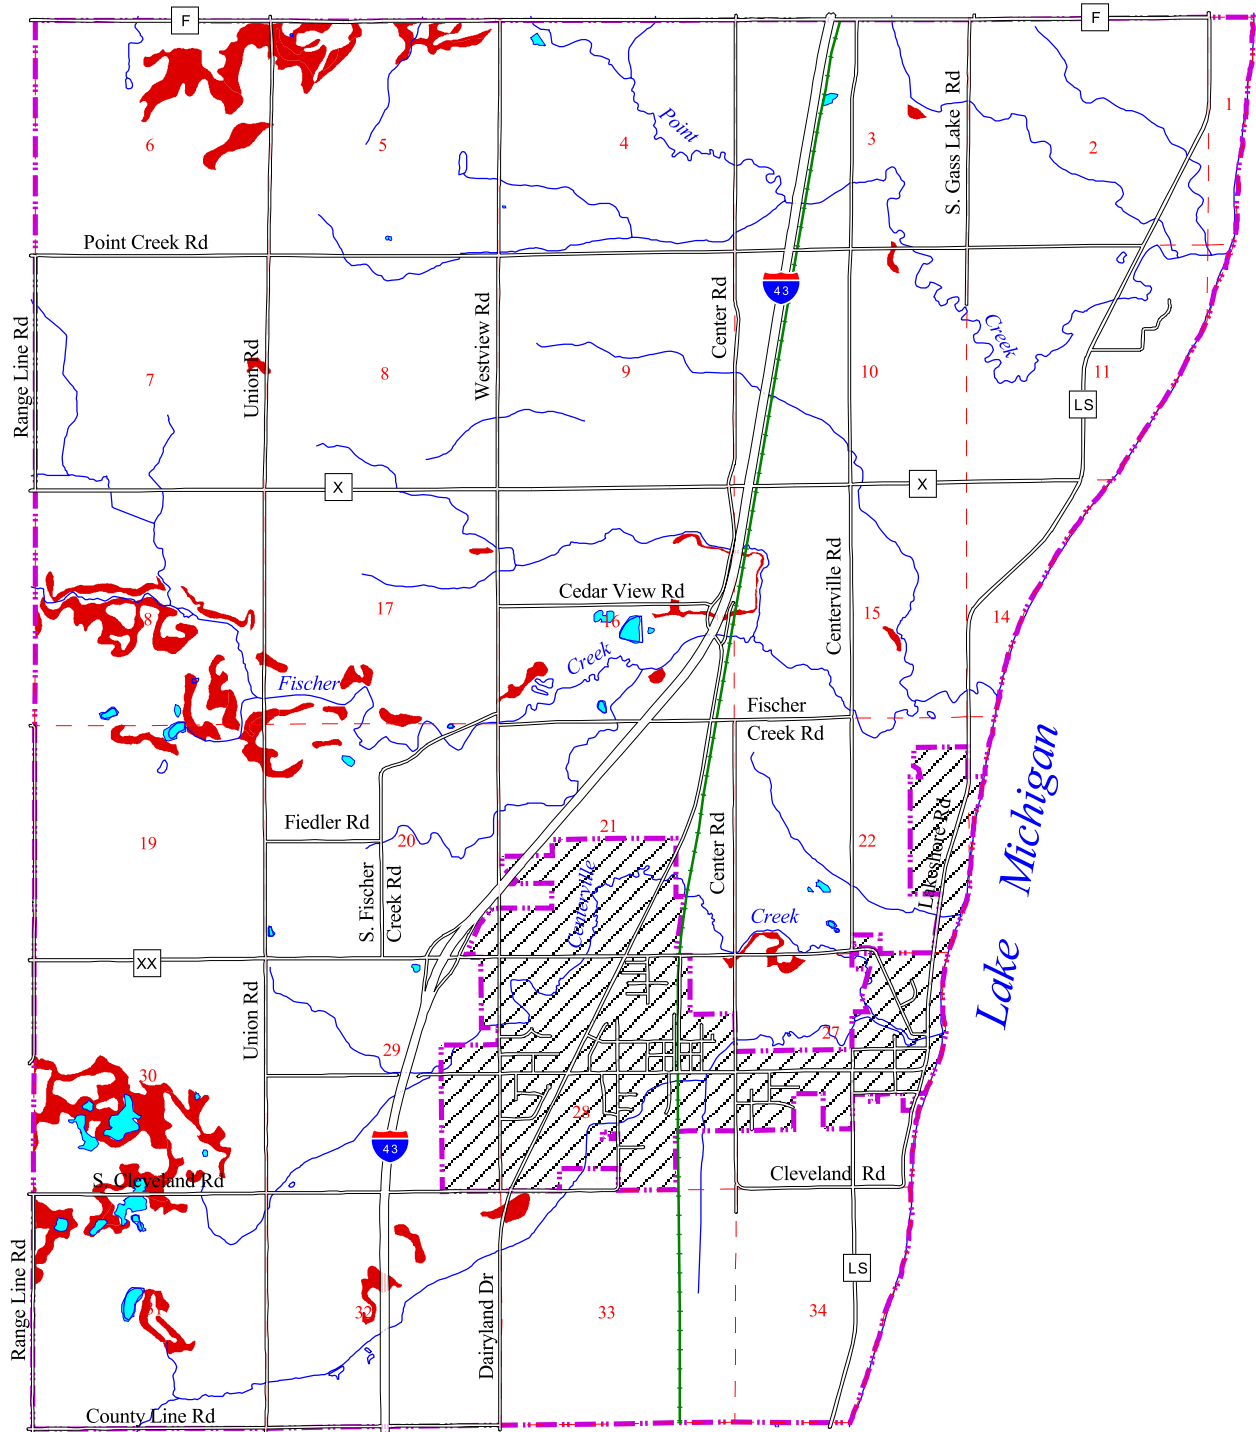 F
F
1
6
5
4
Point
3
S. Gass Lake Rd
2
Point Creek Rd
43
Range Line Rd
Union Rd
Westview Rd
Center Rd
Creek
7
8
9
10
11
LS
X
X
Cedar View Rd
Centerville Rd
17
16
15
14
8
Creek
Fischer
Fischer
Creek Rd
Lake Michigan
19
Fiedler Rd
20
21
22
Center Rd
Lakeshore Rd
S. Fischer
Creek Rd
Centerville
Creek
XX
Union Rd
29
27
30
28
43
S. Cleveland Rd
Cleveland Rd
Range Line Rd
Dairyland Dr
LS
31
32
33
34
County Line Rd